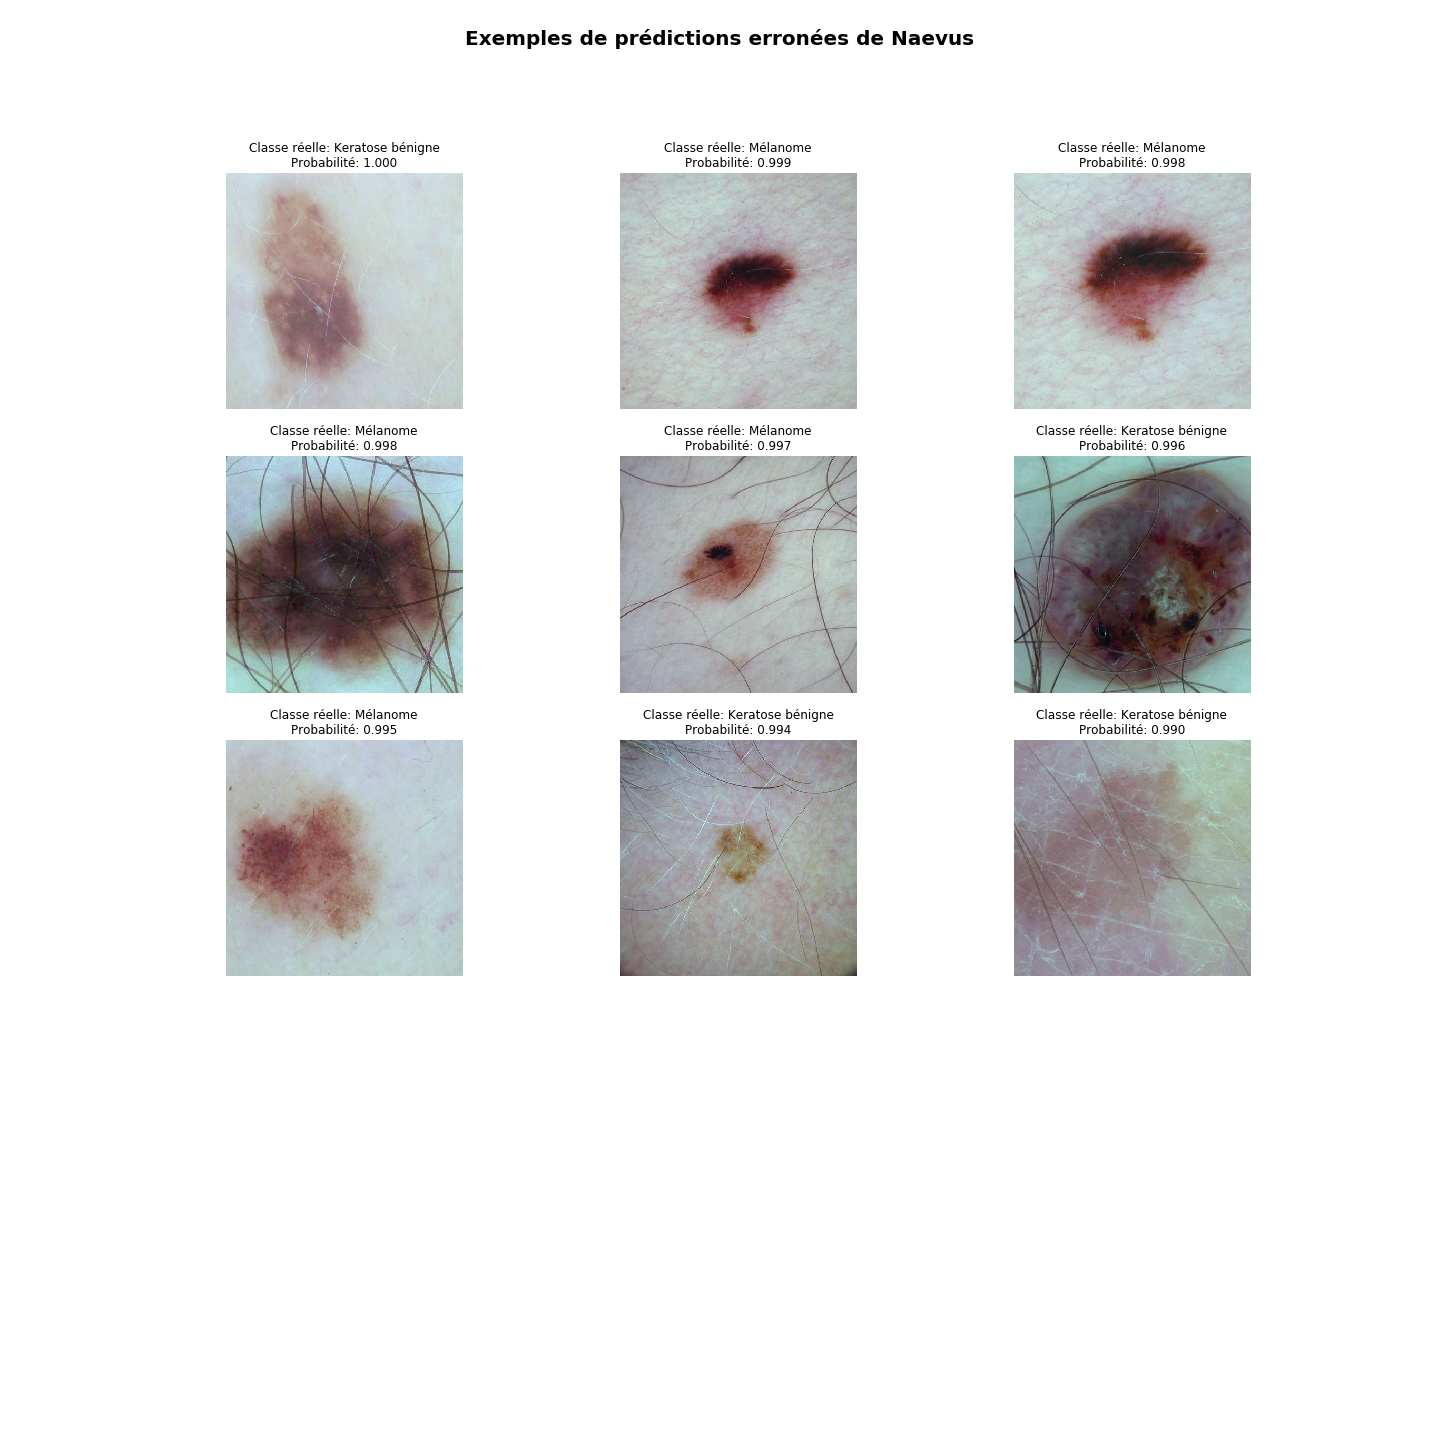 Exemples de prédictions erronées de Naevus
Classe réelle: Keratose bénigne
Probabilité: 1.000
Classe réelle: Mélanome
Probabilité: 0.999
Classe réelle: Mélanome
Probabilité: 0.998
Classe réelle: Mélanome
Probabilité: 0.998
Classe réelle: Mélanome
Probabilité: 0.997
Classe réelle: Keratose bénigne
Probabilité: 0.996
Classe réelle: Mélanome
Probabilité: 0.995
Classe réelle: Keratose bénigne
Probabilité: 0.994
Classe réelle: Keratose bénigne
Probabilité: 0.990